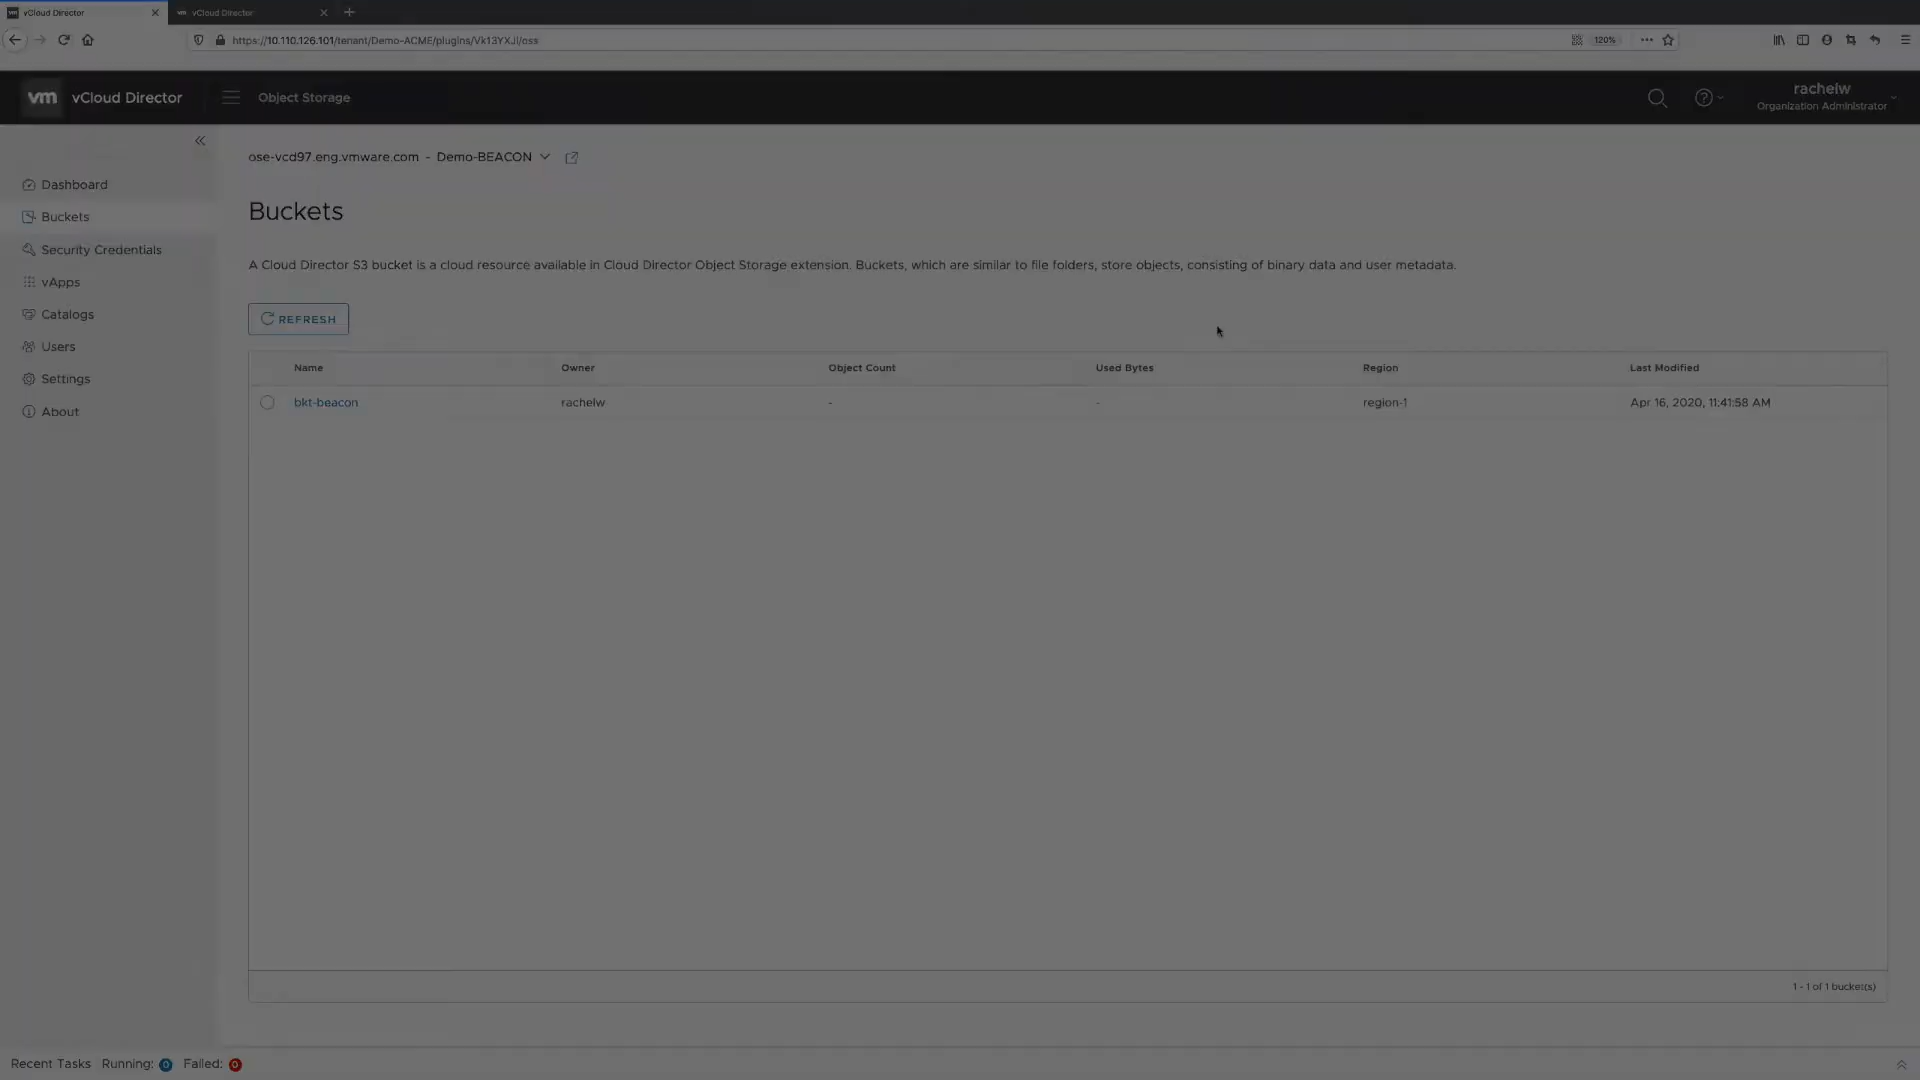 vCloud Director
vCloud Director
https://10.110.126.101/tenant/Demo-ACME/plugins/Vk13YXJl/oss
120%
vm vCloud Director
Object Storage
rachelw
Organization Administrator
ose-vcd97.eng.vmware.com - Demo-BEACON
Dashboard
Buckets
Security Credentials
vApps
Catalogs
Users
Settings
About
Buckets
A Cloud Director S3 bucket is a cloud resource available in Cloud Director Object Storage extension. Buckets, which are similar to file folders, store objects, consisting of binary data and user metadata.
REFRESH
Name Owner Object Count Used Bytes Region Last Modified
bkt-beacon rachelw - - region-1 Apr 16, 2020, 11:41:58 AM
1 - 1 of 1 bucket(s)
Recent Tasks Running: 0 Failed: 0